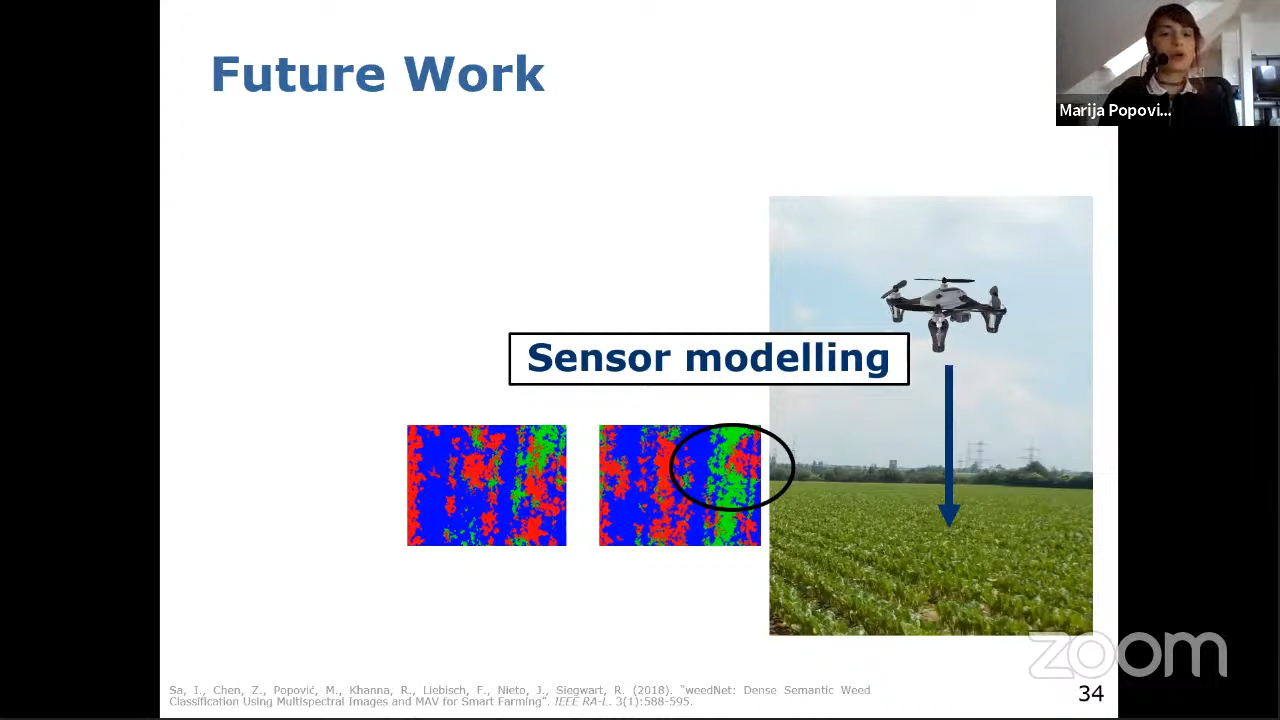 Future Work
Marija Popovi...
Sensor modelling
Sa, I., Chen, Z., Popović, M., Khanna, R., Liebisch, F., Nieto, J., Siegwart, R. (2018). "weedNet: Dense Semantic Weed
Classification Using Multispectral Images and MAV for Smart Farming". IEEE RA-L. 3(1):588-595.
zoom
34